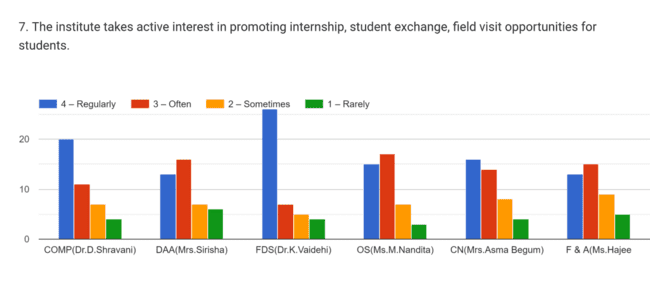 7. The institute takes active interest in promoting internship, student exchange, field visit opportunities for
students.
4 – Regularly 3 – Often 2 – Sometimes 1 – Rarely
20
10
0
COMP(Dr.D.Shravani) DAA(Mrs.Sirisha) FDS(Dr.K.Vaidehi) OS(Ms.M.Nandita) CN(Mrs.Asma Begum) F & A(Ms.Hajee